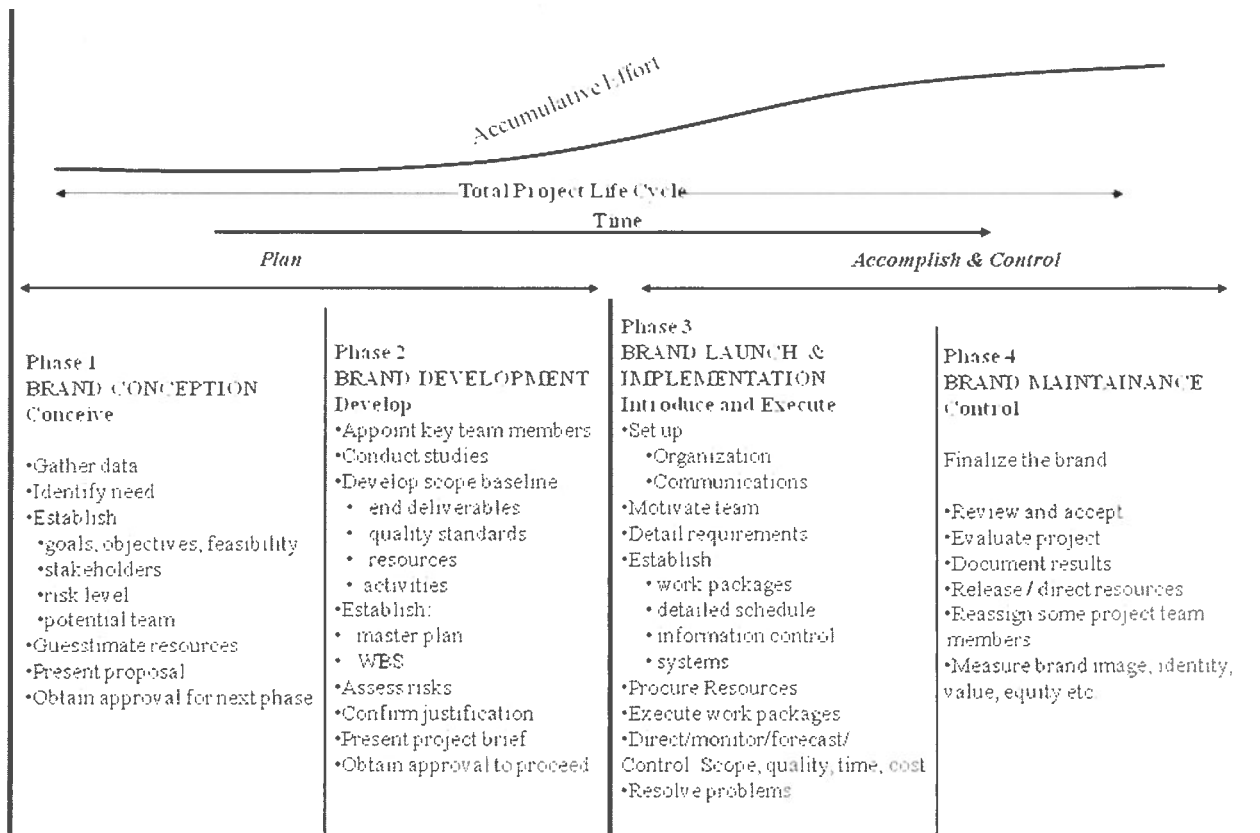 Accumulative Effort
Total Project Life Cycle
Time
Plan
Accomplish & Control
Phase 1
BRAND CONCEPTION
Conceive
•Gather data
•Identify need
•Establish
•goals, objectives, feasibility
•stakeholders
•risk level
•potential team
•Guesstimate resources
•Present proposal
•Obtain approval for next phase
Phase 2
BRAND DEVELOPMENT
Develop
•Appoint key team members
•Conduct studies
•Develop scope baseline
• end deliverables
• quality standards
• resources
• activities
•Establish:
• master plan
• WBS
•Assess risks
•Confirm justification
•Present project brief
•Obtain approval to proceed
Phase 3
BRAND LAUNCH &
IMPLEMENTATION
Introduce and Execute
•Set up
•Organization
•Communications
•Motivate team
•Detail requirements
•Establish
• work packages
• detailed schedule
• information control
• systems
•Procure Resources
•Execute work packages
•Direct/monitor/forecast/
Control Scope, quality, time, cost
•Resolve problems
Phase 4
BRAND MAINTAINANCE
Control
Finalize the brand
•Review and accept
•Evaluate project
•Document results
•Release / direct resources
•Reassign some project team
members
•Measure brand image, identity,
value, equity etc.